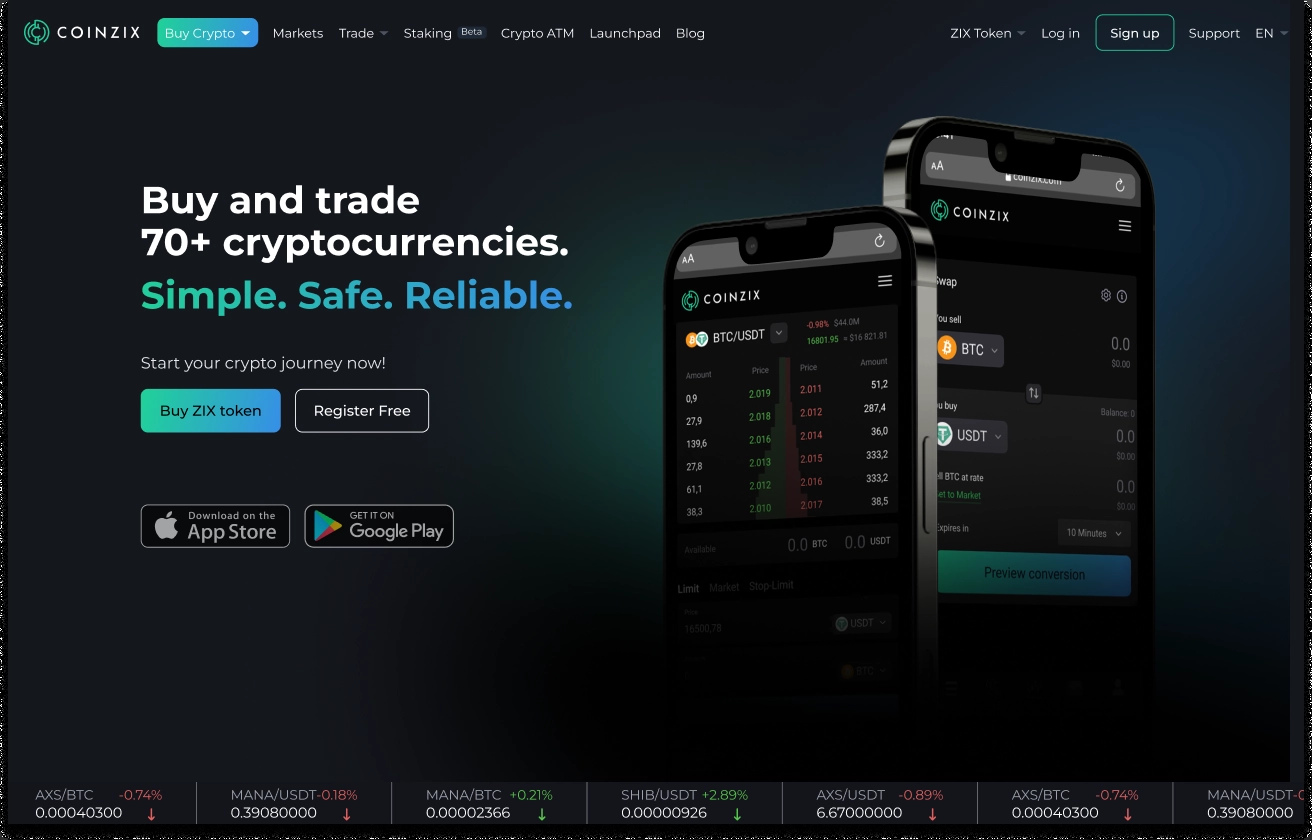 COINZIX
Buy Crypto
Markets
Trade
Staking Beta
Crypto ATM
Launchpad
Blog
ZIX Token
Log in
Sign up
Support
EN
Buy and trade
70+ cryptocurrencies.
Simple. Safe. Reliable.
Start your crypto journey now!
Buy ZIX token
Register Free
Download on the
App Store
GET IT ON
Google Play
AA
COINZIX
BTC/USDT
-0.98% $44.0M
16801.95 ≈ $16 821.81
Amount Price Price Amount
0,9 2.019 2.011 51,2
27,9 2.018 2.012 287,4
139,6 2.016 2.014 36,0
27,8 2.013 2.015 333,2
61,1 2.012 2.016 333,2
38,3 2.010 2.017 38,5
Available 0.0 BTC 0.0 USDT
Limit Market Stop-Limit
Price
16500,78 USDT
BTC
AA
coinzix.com
COINZIX
wap
ou sell
BTC 0.0
$0.00
u buy Balance: 0
USDT 0.0
$0.00
ll BTC at rate 0.0
et to Market $0.00
Expires in 10 Minutes
Preview conversion
AXS/BTC -0.74%
0.00040300 ↓
MANA/USDT -0.18%
0.39080000 ↓
MANA/BTC +0.21%
0.00002366 ↓
SHIB/USDT +2.89%
0.00000926 ↓
AXS/USDT -0.89%
6.67000000 ↓
AXS/BTC -0.74%
0.00040300 ↓
MANA/USDT -0
0.39080000